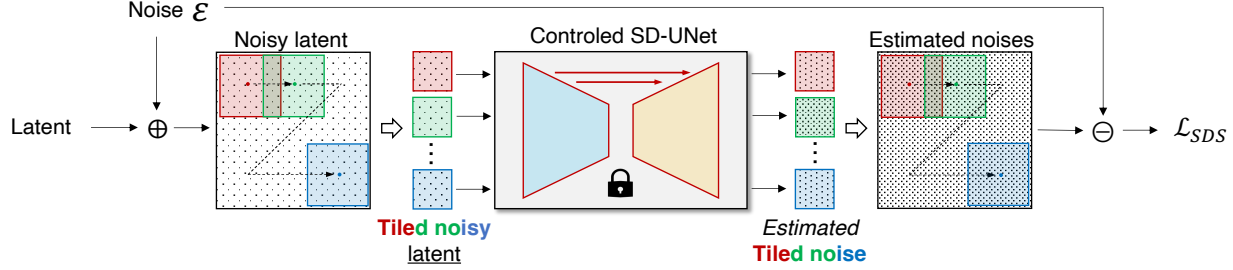 Noise ℰ
Noisy latent
Controled SD-UNet
Estimated noises
Latent
ℒSDS
Tiled noisy
latent
Estimated
Tiled noise